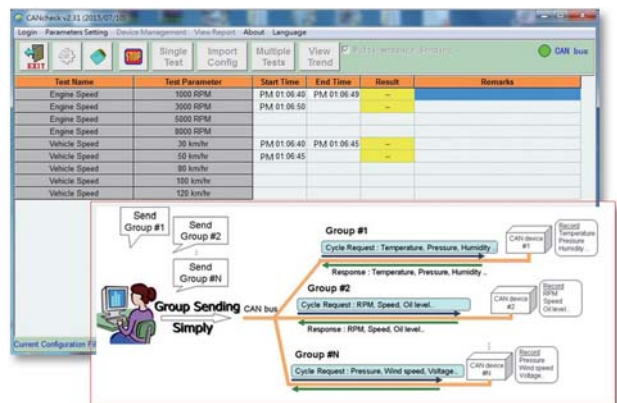 CANcheck v2.31 (2015/07/10)
Login Parameters Setting Device Management View Report About Language
EXIT
STOP
Single Test
Import Config
Multiple Tests
View Trend
CAN bus
Test Name Test Parameter Start Time End Time Result Remarks
Engine Speed 1000 RPM PM 01:06:40 PM 01:06:49 --
Engine Speed 3000 RPM PM 01:06:50 --
Engine Speed 5000 RPM
Engine Speed 8000 RPM
Vehicle Speed 30 km/hr PM 01:06:40 PM 01:06:45 --
Vehicle Speed 50 km/hr PM 01:06:45 --
Vehicle Speed 80 km/hr
Vehicle Speed 100 km/hr
Vehicle Speed 120 km/hr
Current Configuration Fil
Send
Group #1
Send
Group #2
:
Send
Group #N
Group Sending
Simply
CAN bus
Group #1
Cycle Request : Temperature, Pressure, Humidity
Response : Temperature, Pressure, Humidity ..
CAN device
#1
Record
Temperature
Pressure
Humidity...
Group #2
Cycle Request : RPM, Speed, Oil level..
Response : RPM, Speed, Oil level..
CAN device
#2
Record
RPM
Speed
Oil level..
Group #N
Cycle Request : Pressure, Wind speed, Voltage..
CAN device
#N
Record
Pressure
Wind speed
Voltage..